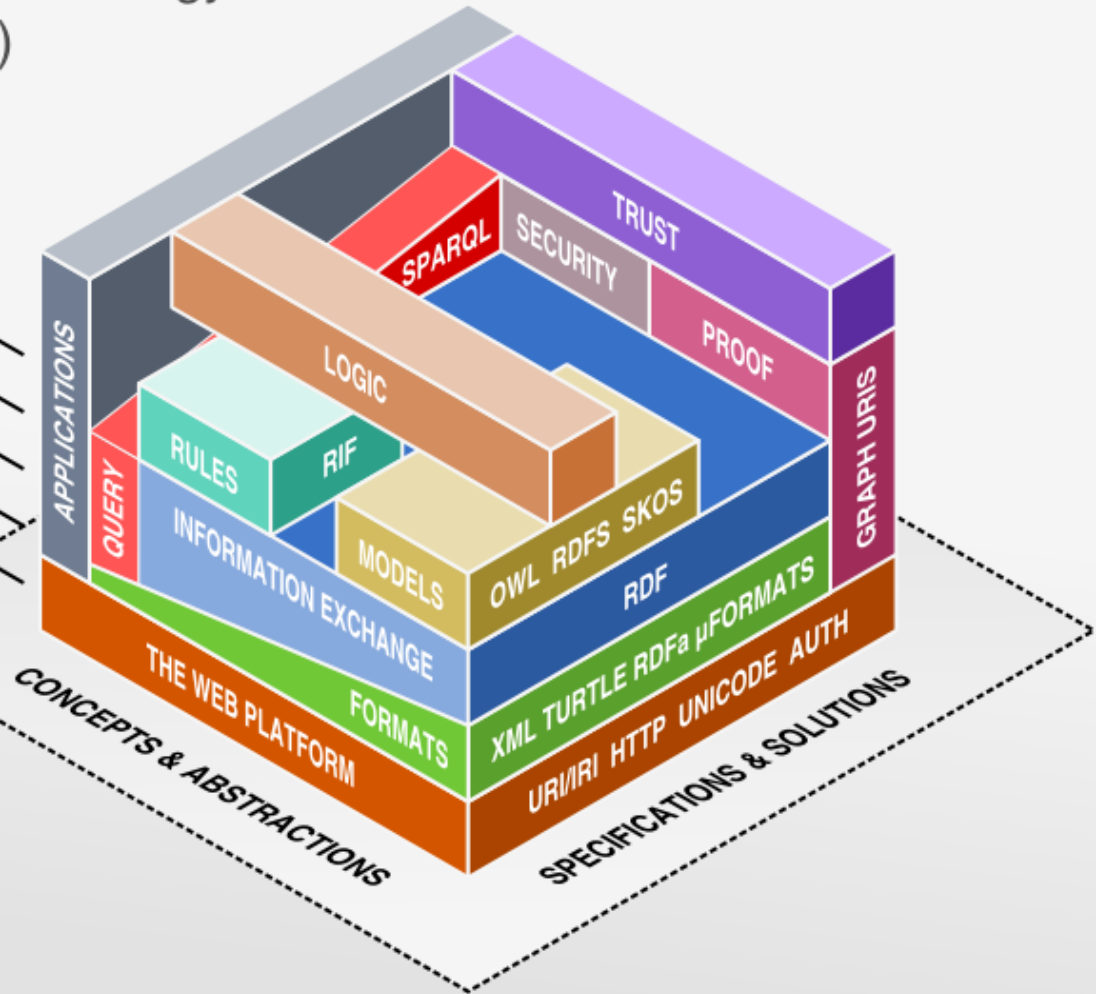 )
TRUST
SPARQL
SECURITY
PROOF
LOGIC
APPLICATIONS
GRAPH URIS
RULES
RIF
QUERY
INFORMATION EXCHANGE
MODELS
OWL RDFS SKOS
RDF
FORMATS
XML TURTLE RDFa µFORMATS
THE WEB PLATFORM
URI/IRI HTTP UNICODE AUTH
CONCEPTS & ABSTRACTIONS
SPECIFICATIONS & SOLUTIONS